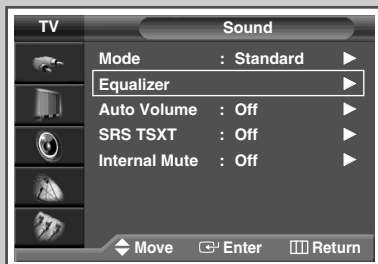 TV
Sound
Mode : Standard
Equalizer
Auto Volume : Off
SRS TSXT : Off
Internal Mute : Off
Move Enter Return